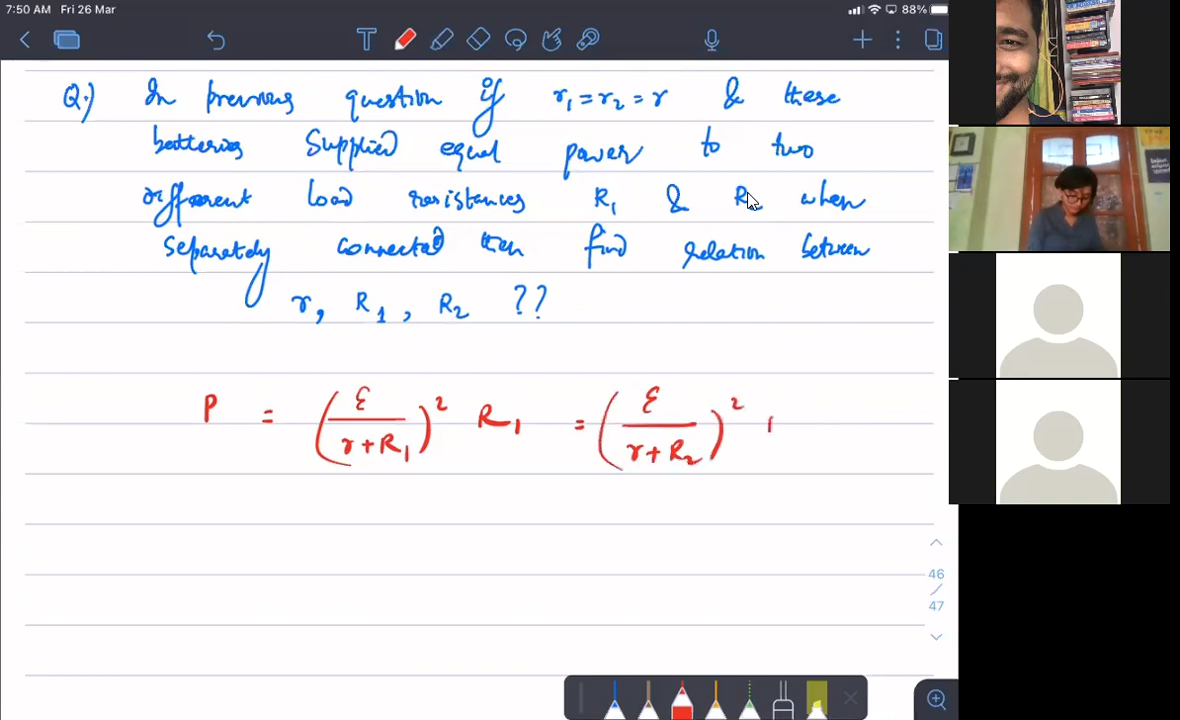 7:50 AM Fri 26 Mar
88%
Q.) In previous question if r₁ = r₂ = r & these
batteries supplied equal power to two
different load resistances R₁ & R₂ when
separately connected then find relation between
r, R₁, R₂ ??
P = (ε/(r+R₁))² R₁ = (ε/(r+R₂))²
46
47